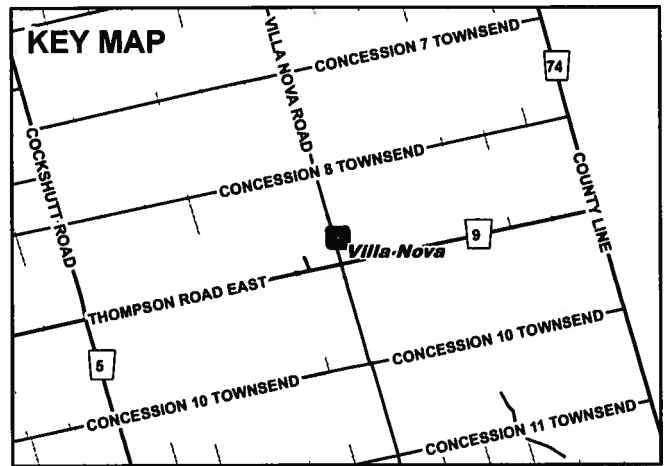 KEY MAP
VILLA NOVA ROAD
CONCESSION 7 TOWNSEND
74
COCKSHUTT ROAD
CONCESSION 8 TOWNSEND
COUNTY LINE
Villa-Nova
9
THOMPSON ROAD EAST
5
CONCESSION 10 TOWNSEND
CONCESSION 10 TOWNSEND
CONCESSION 11 TOWNSEND